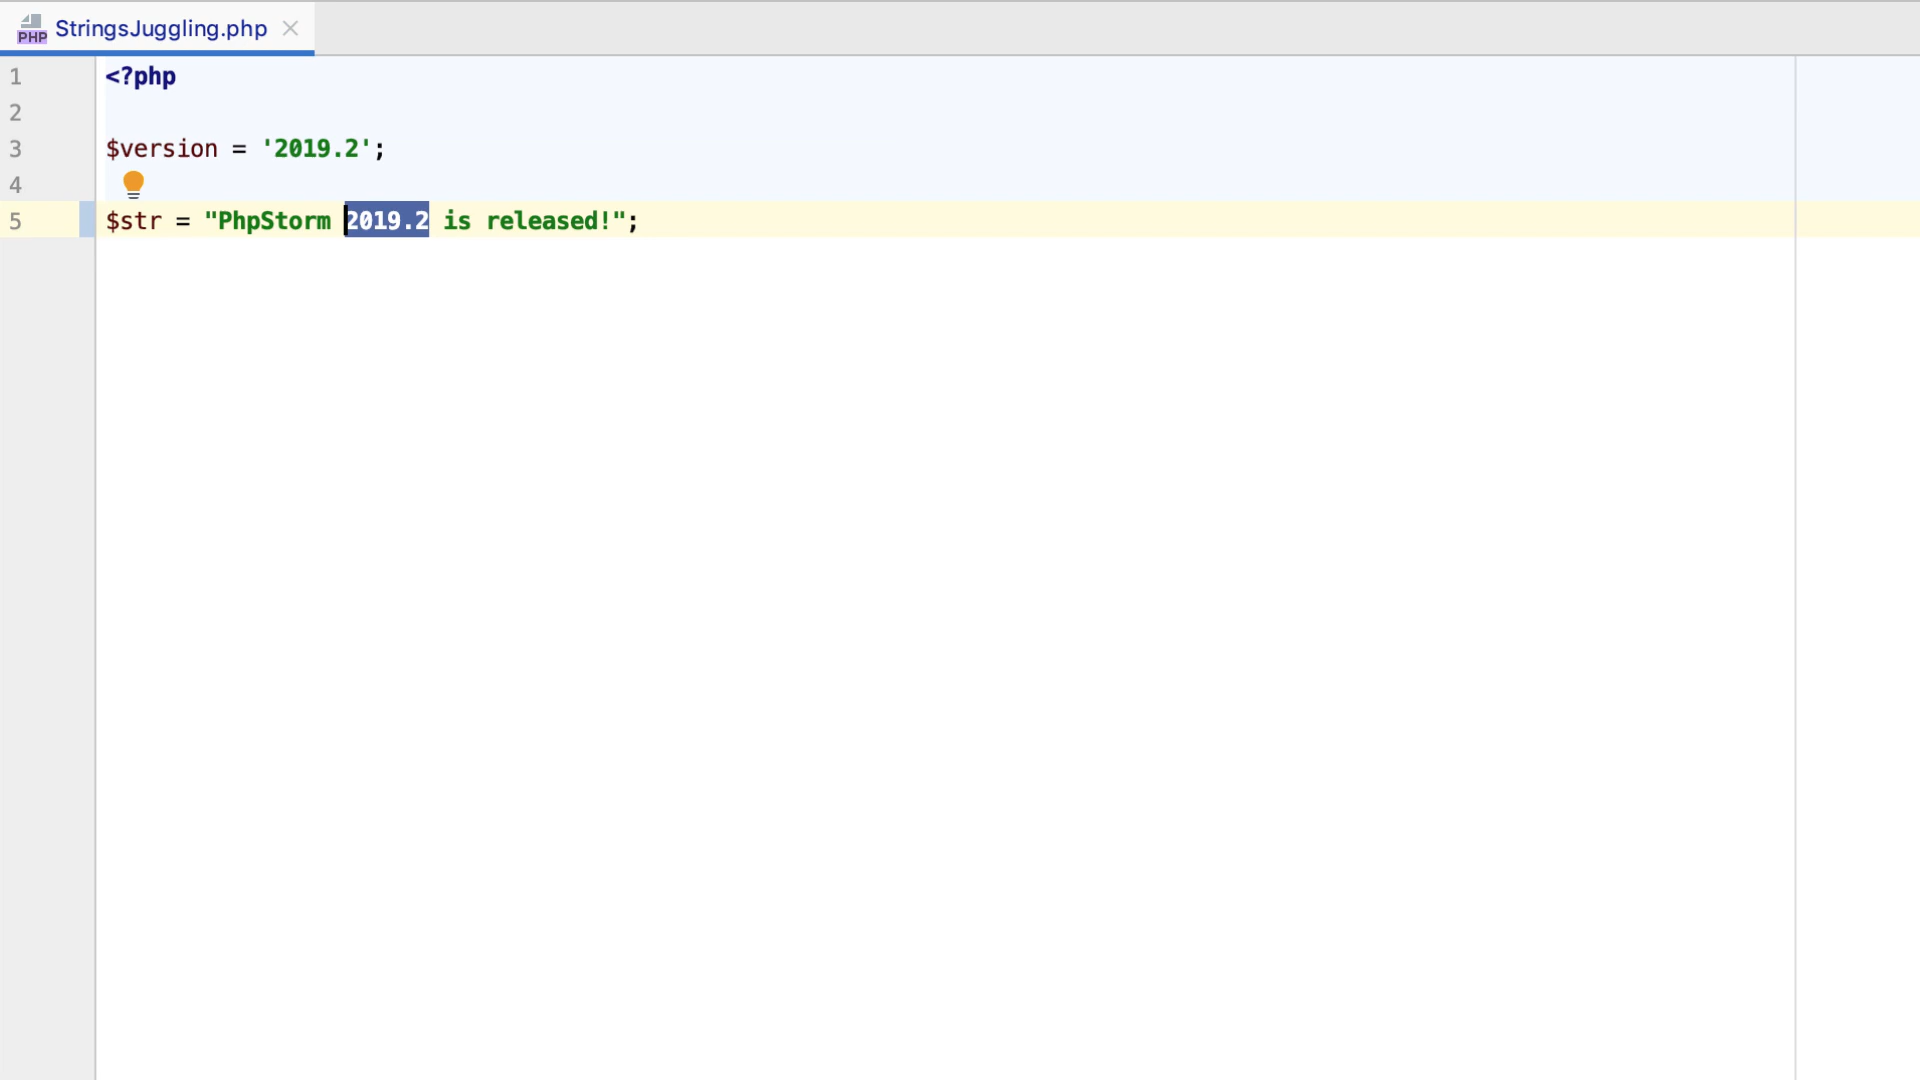 PHP StringsJuggling.php
1 <?php
2
3 $version = '2019.2';
4
5 $str = "PhpStorm 2019.2 is released!";